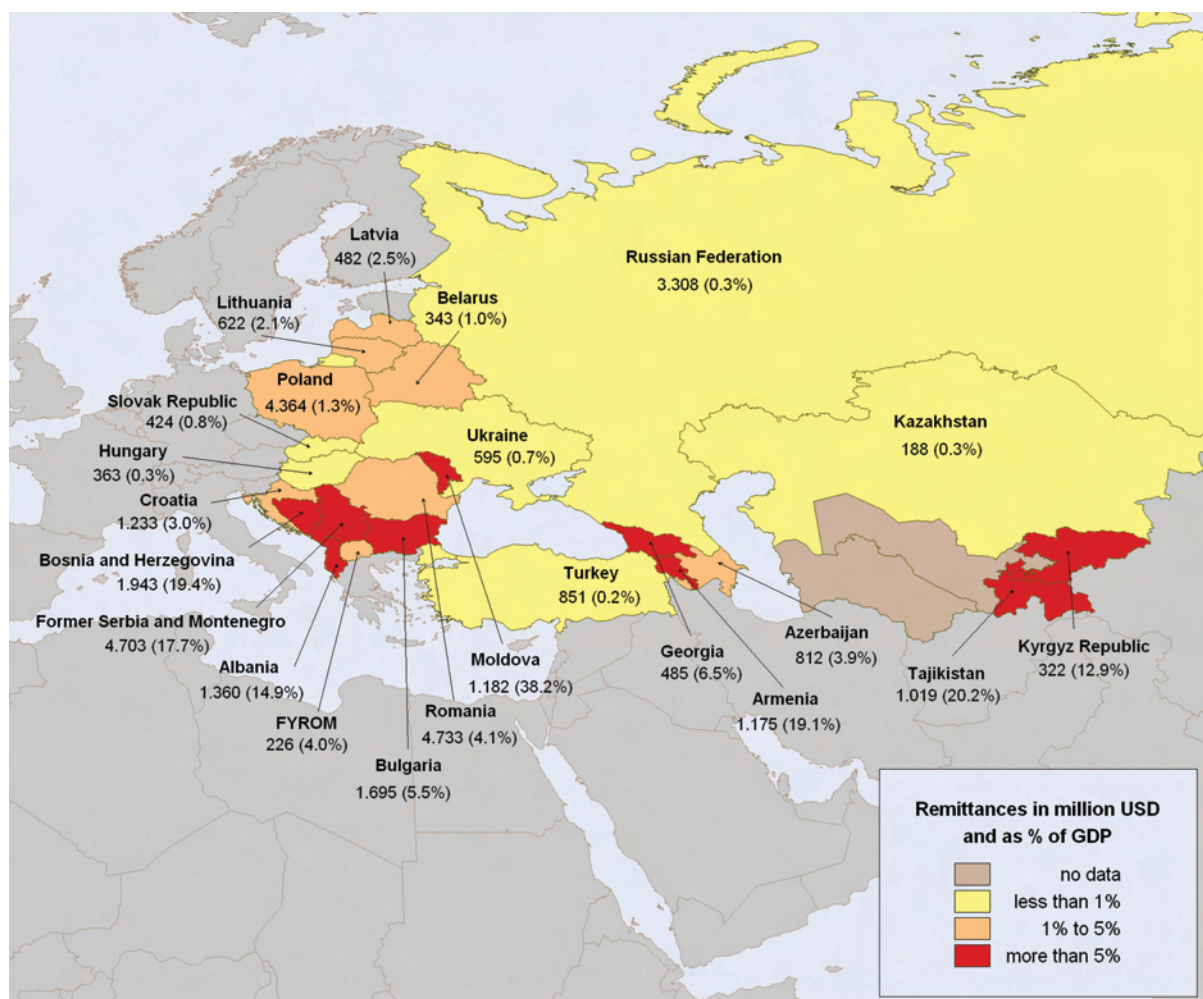 Latvia
482 (2.5%)
Lithuania
622 (2.1%)
Belarus
343 (1.0%)
Russian Federation
3.308 (0.3%)
Poland
4.364 (1.3%)
Slovak Republic
424 (0.8%)
Hungary
363 (0.3%)
Croatia
1.233 (3.0%)
Bosnia and Herzegovina
1.943 (19.4%)
Former Serbia and Montenegro
4.703 (17.7%)
Albania
1.360 (14.9%)
FYROM
226 (4.0%)
Bulgaria
1.695 (5.5%)
Romania
4.733 (4.1%)
Moldova
1.182 (38.2%)
Ukraine
595 (0.7%)
Turkey
851 (0.2%)
Kazakhstan
188 (0.3%)
Georgia
485 (6.5%)
Armenia
1.175 (19.1%)
Azerbaijan
812 (3.9%)
Tajikistan
1.019 (20.2%)
Kyrgyz Republic
322 (12.9%)
Remittances in million USD
and as % of GDP
no data
less than 1%
1% to 5%
more than 5%